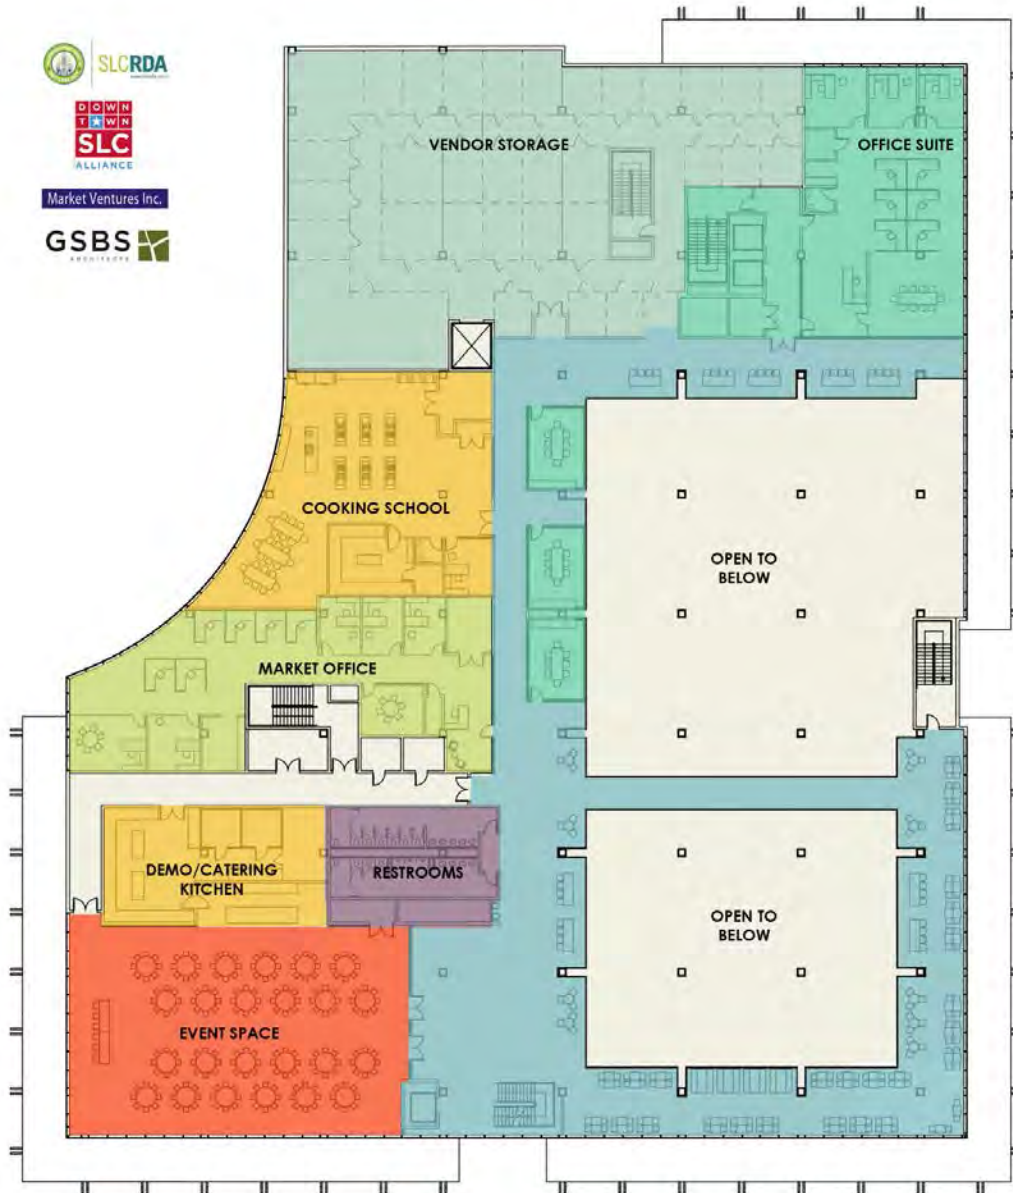 SLCRDA
DOWN
TOWN
SLC
ALLIANCE
Market Ventures Inc.
GSBS
ARCHITECTS
VENDOR STORAGE
OFFICE SUITE
COOKING SCHOOL
OPEN TO
BELOW
MARKET OFFICE
DEMO/CATERING
KITCHEN
RESTROOMS
OPEN TO
BELOW
EVENT SPACE